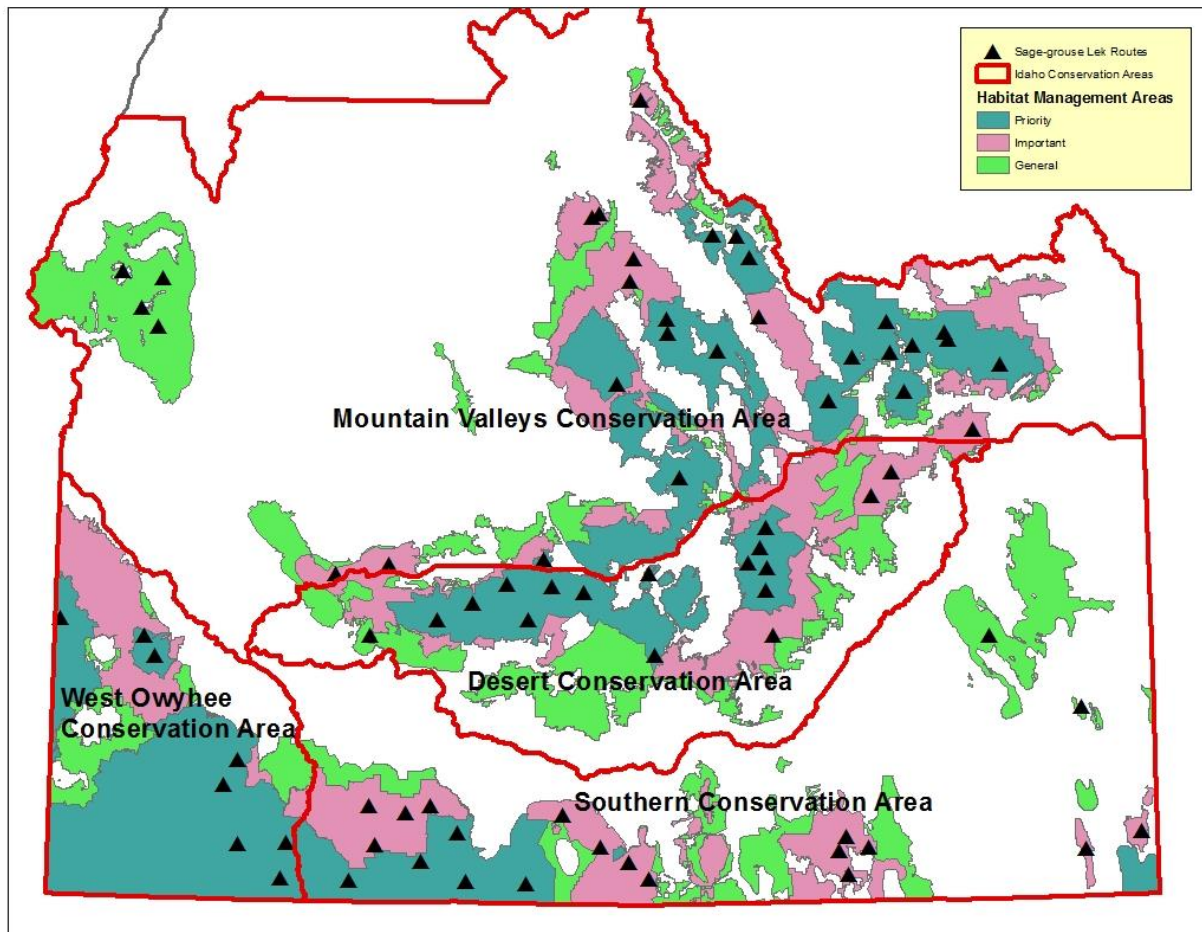 Sage-grouse Lek Routes
Idaho Conservation Areas
Habitat Management Areas
Priority
Important
General
Mountain Valleys Conservation Area
Desert Conservation Area
West Owyhee
Conservation Area
Southern Conservation Area